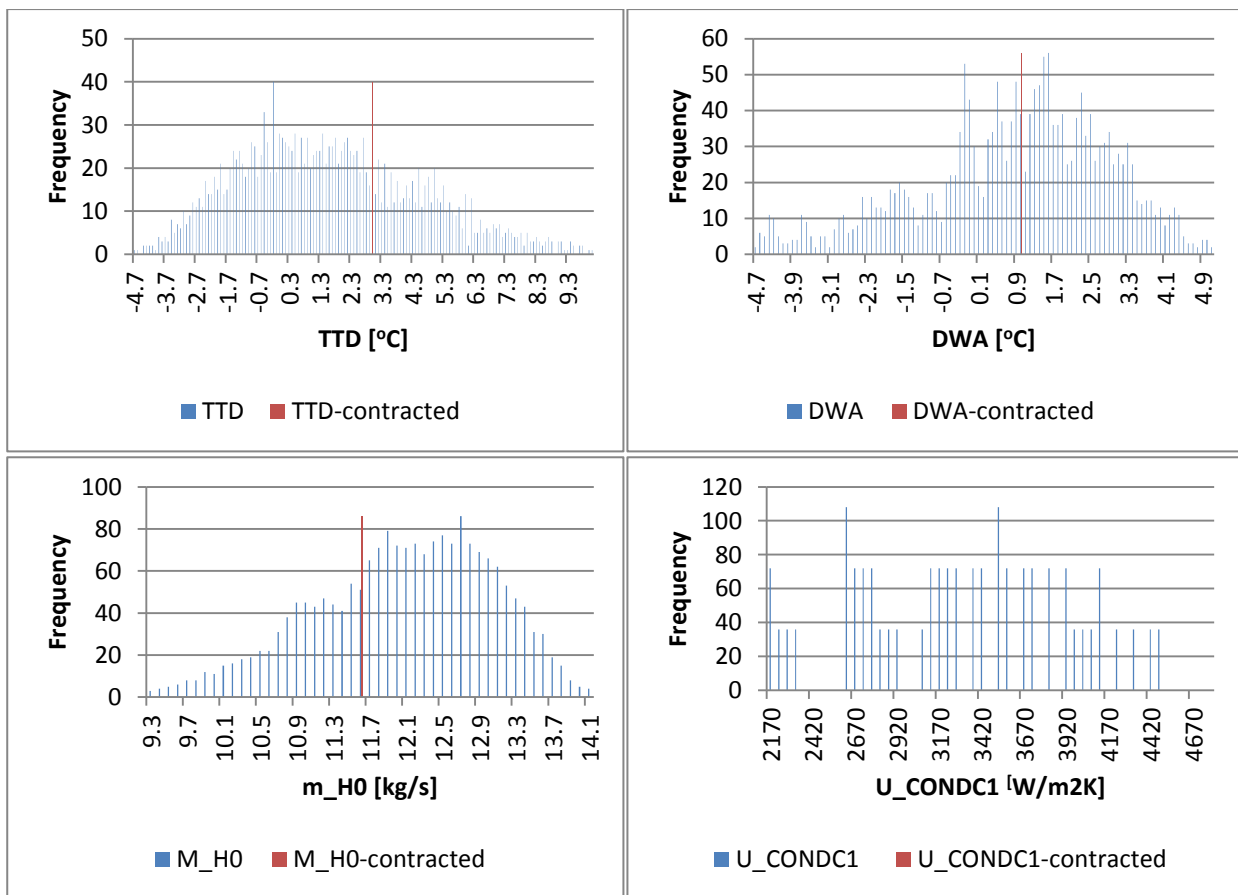 50
40
30
20
10
0
Frequency
-4.7 -3.7 -2.7 -1.7 -0.7 0.3 1.3 2.3 3.3 4.3 5.3 6.3 7.3 8.3 9.3
TTD [ºC]
TTD TTD-contracted
60
50
40
30
20
10
0
Frequency
-4.7 -3.9 -3.1 -2.3 -1.5 -0.7 0.1 0.9 1.7 2.5 3.3 4.1 4.9
DWA [ºC]
DWA DWA-contracted
100
80
60
40
20
0
Frequency
9.3 9.7 10.1 10.5 10.9 11.3 11.7 12.1 12.5 12.9 13.3 13.7 14.1
m_H0 [kg/s]
M_H0 M_H0-contracted
120
100
80
60
40
20
0
Frequency
2170 2420 2670 2920 3170 3420 3670 3920 4170 4420 4670
U_CONDC1 [W/m2K]
U_CONDC1 U_CONDC1-contracted